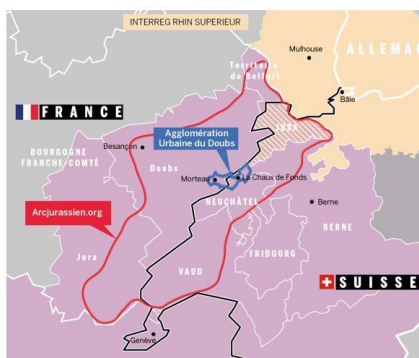 INTERREG RHIN SUPERIEUR
Mulhouse
ALLEMAG
Territoire
de Belfort
Bâle
FRANCE
JURA
Agglomération
Urbaine du Doubs
Besançon
BOURGOGNE
FRANCHE-COMTÉ
Doubs
Morteau
La Chaux de Fonds
NEUCHÂTEL
Berne
Arcjurassien.org
BERNE
FRIBOURG
Jura
VAUD
SUISSE
Genève